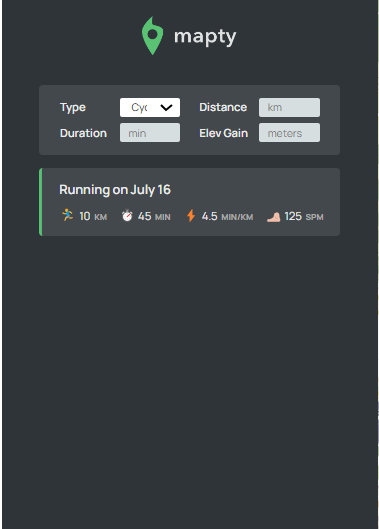 mapty
Type Cyc Distance km
Duration min Elev Gain meters
Running on July 16
10 KM 45 MIN 4.5 MIN/KM 125 SPM